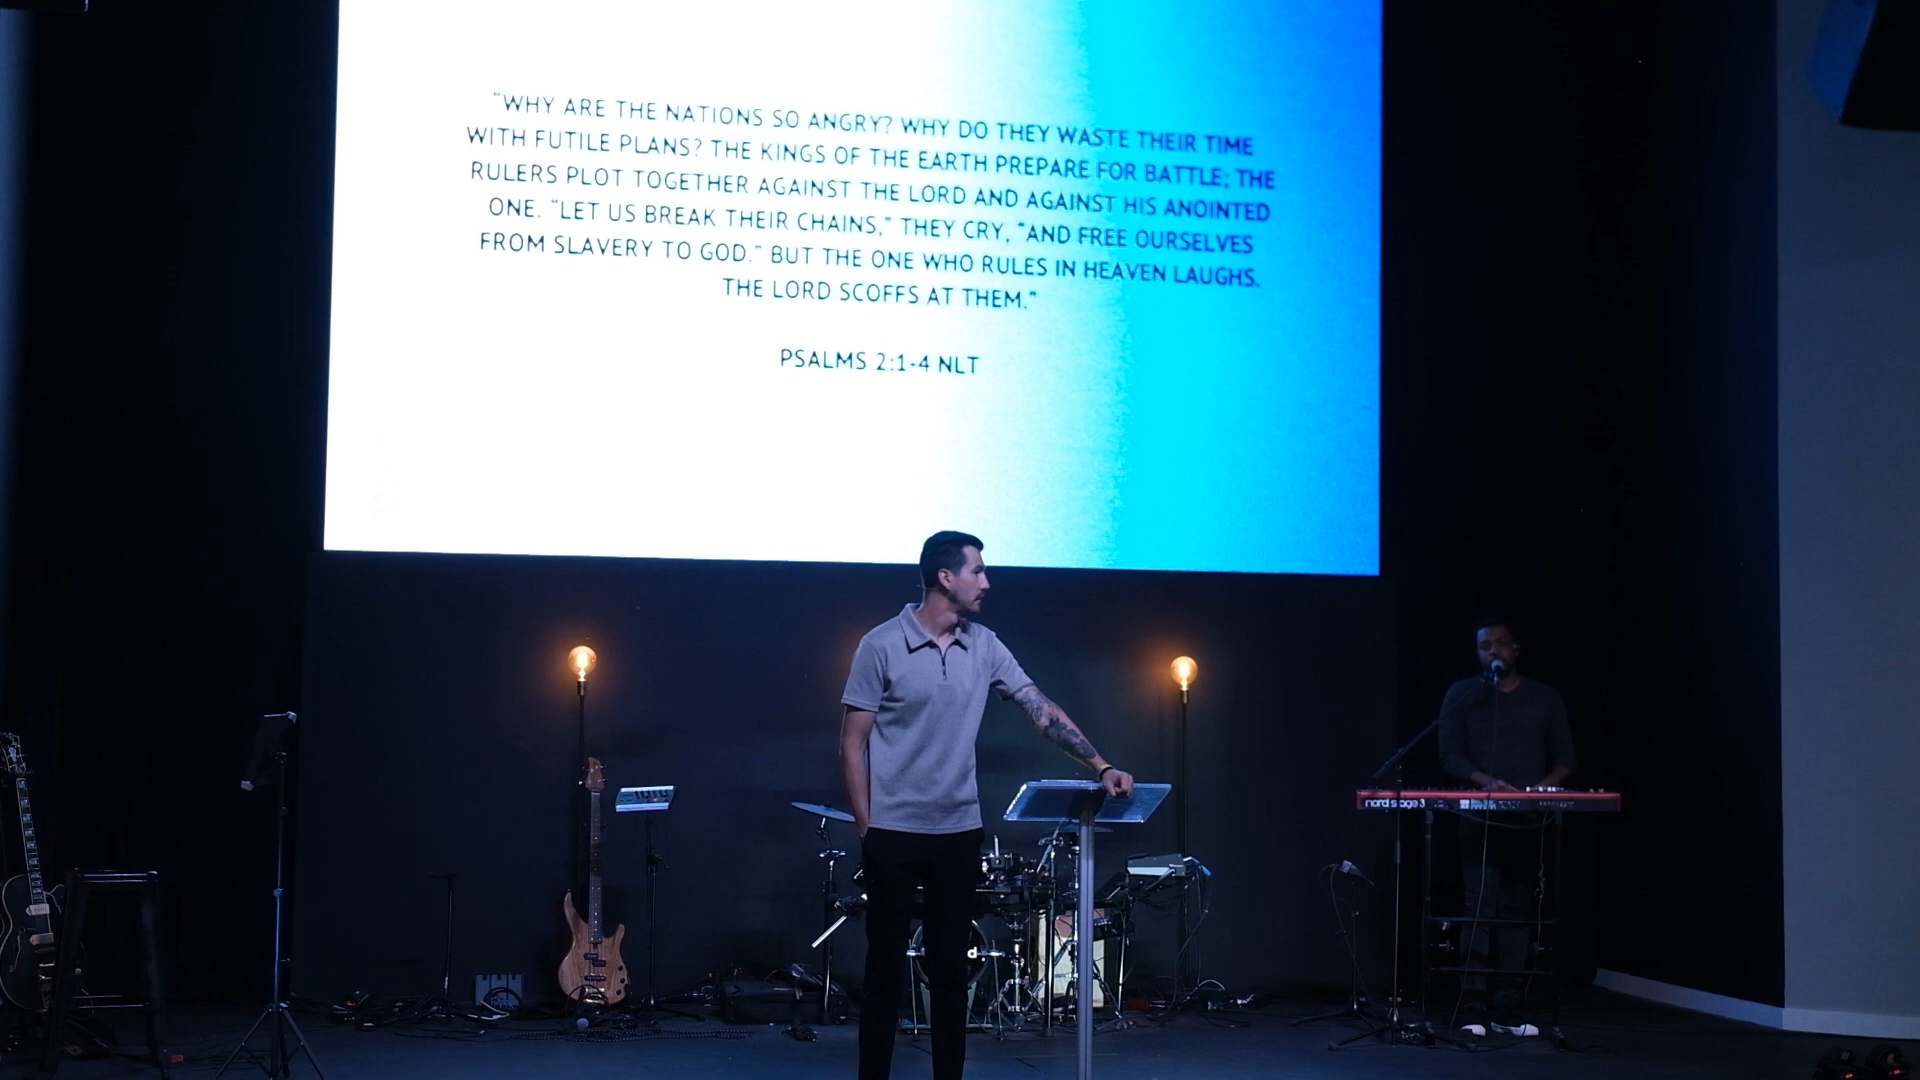 "WHY ARE THE NATIONS SO ANGRY? WHY DO THEY WASTE THEIR TIME
WITH FUTILE PLANS? THE KINGS OF THE EARTH PREPARE FOR BATTLE; THE
RULERS PLOT TOGETHER AGAINST THE LORD AND AGAINST HIS ANOINTED
ONE. "LET US BREAK THEIR CHAINS," THEY CRY, "AND FREE OURSELVES
FROM SLAVERY TO GOD." BUT THE ONE WHO RULES IN HEAVEN LAUGHS.
THE LORD SCOFFS AT THEM."
PSALMS 2:1-4 NLT
nord stage 3